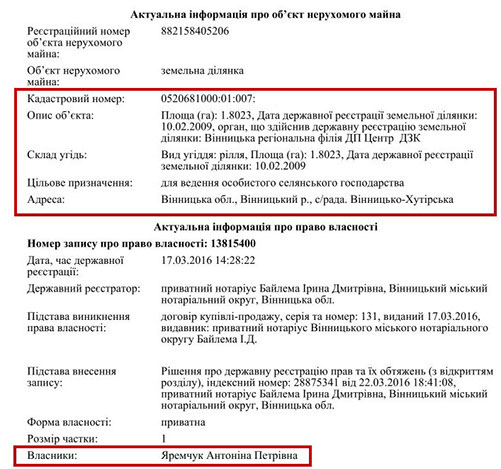 Актуальна інформація про об’єкт нерухомого майна
Реєстраційний номер 882158405206
об’єкта нерухомого
майна:
Об’єкт нерухомого земельна ділянка
майна:
Кадастровий номер: 0520681000:01:007:
Опис об’єкта: Площа (га): 1.8023, Дата державної реєстрації земельної ділянки:
10.02.2009, орган, що здійснив державну реєстрацію земельної
ділянки: Вінницька регіональна філія ДП Центр ДЗК
Склад угідь: Вид угіддя: рілля, Площа (га): 1.8023, Дата державної реєстрації
земельної ділянки: 10.02.2009
Цільове призначення: для ведення особистого селянського господарства
Адреса: Вінницька обл., Вінницький р., с/рада. Вінницько-Хутірська
Актуальна інформація про право власності
Номер запису про право власності: 13815400
Дата, час державної 17.03.2016 14:28:22
реєстрації:
Державний реєстратор: приватний нотаріус Байлема Ірина Дмитрівна, Вінницький міський
нотаріальний округ, Вінницька обл.
Підстава виникнення договір купівлі-продажу, серія та номер: 131, виданий 17.03.2016,
права власності: видавник: приватний нотаріус Вінницького міського нотаріального
округу Байлема І.Д.
Підстава внесення Рішення про державну реєстрацію прав та їх обтяжень (з відкриттям
запису: розділу), індексний номер: 28875341 від 22.03.2016 18:41:08,
приватний нотаріус Байлема Ірина Дмитрівна, Вінницький міський
нотаріальний округ, Вінницька обл.
Форма власності: приватна
Розмір частки: 1
Власники: Яремчук Антоніна Петрівна